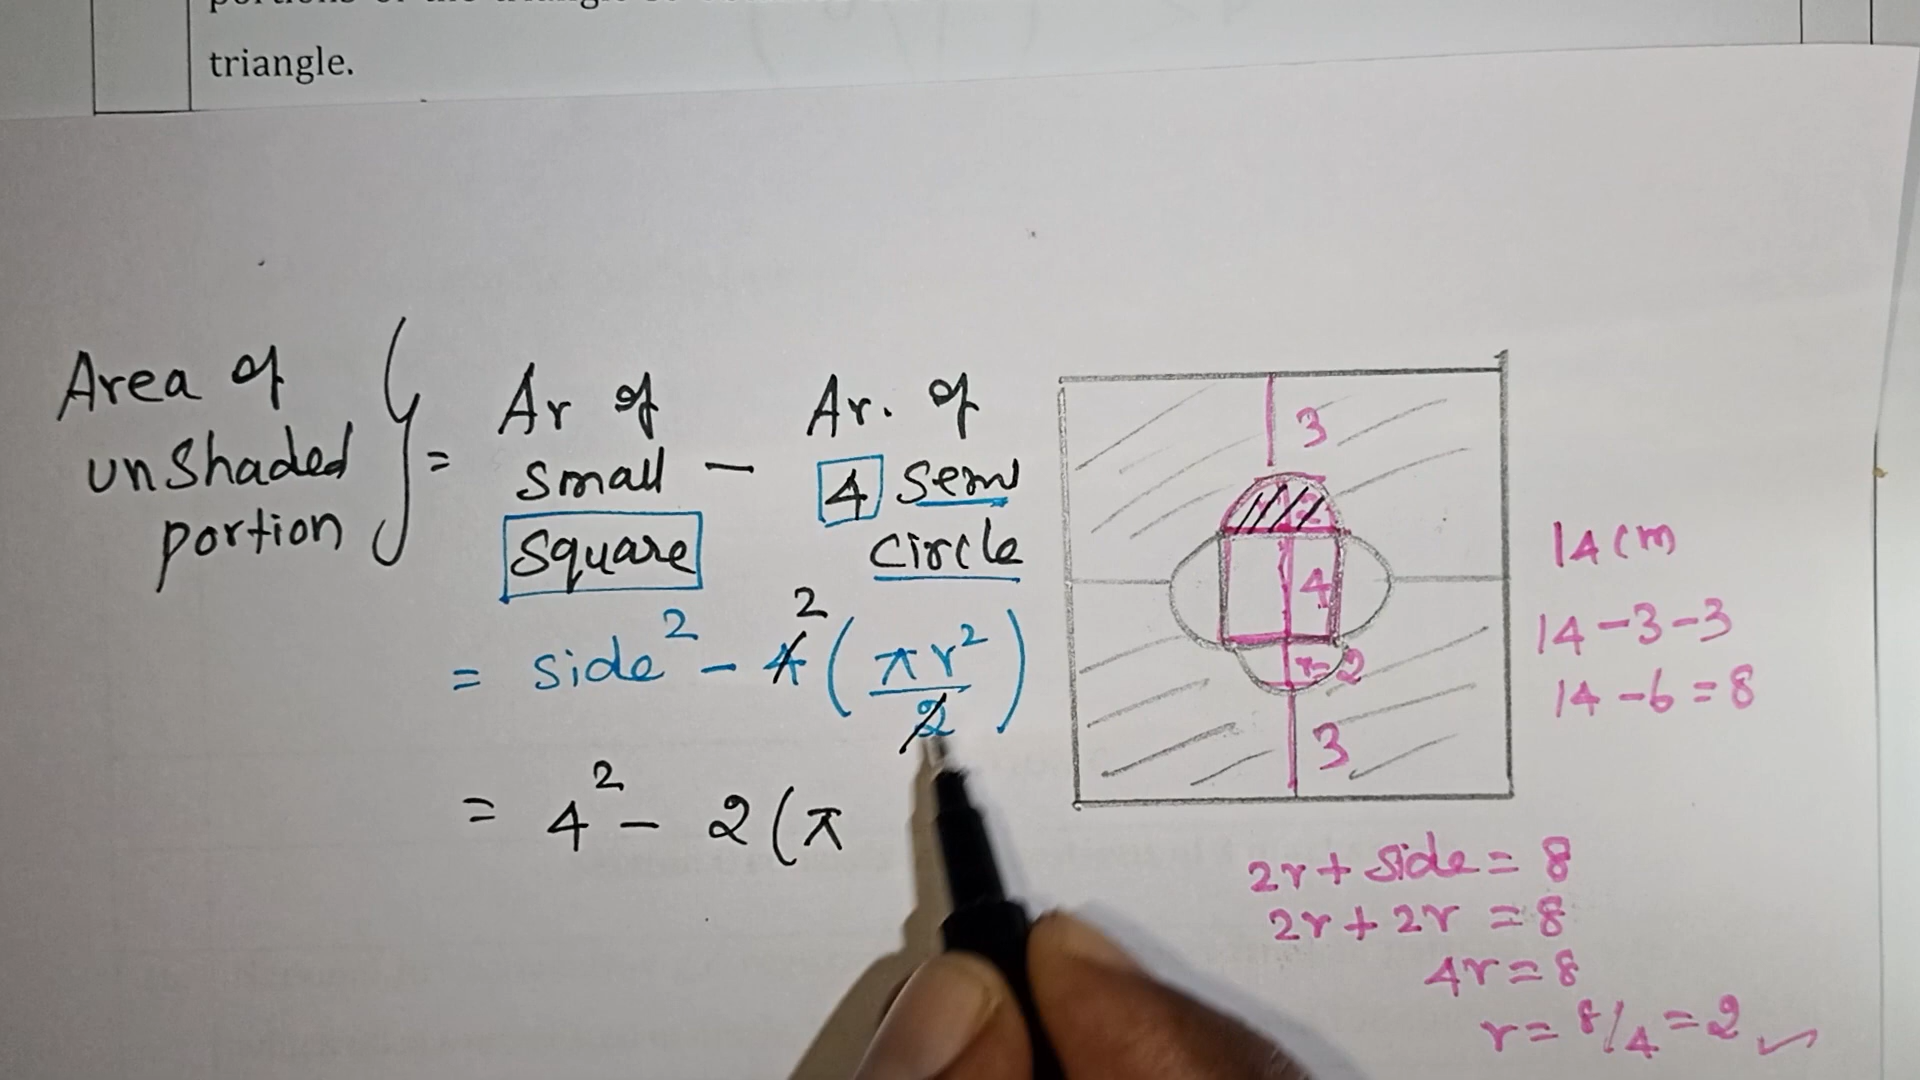 triangle.
Area of
unshaded
portion
} =
Ar of
small
square
−
Ar. of
4 semi
circle
= side² − 4 2 (πr²/2)
= 4² − 2(π
3
2
4
r=2
3
14 cm
14 − 3 − 3
14 − 6 = 8
2r + side = 8
2r + 2r = 8
4r = 8
r = 8/4 = 2 ✓